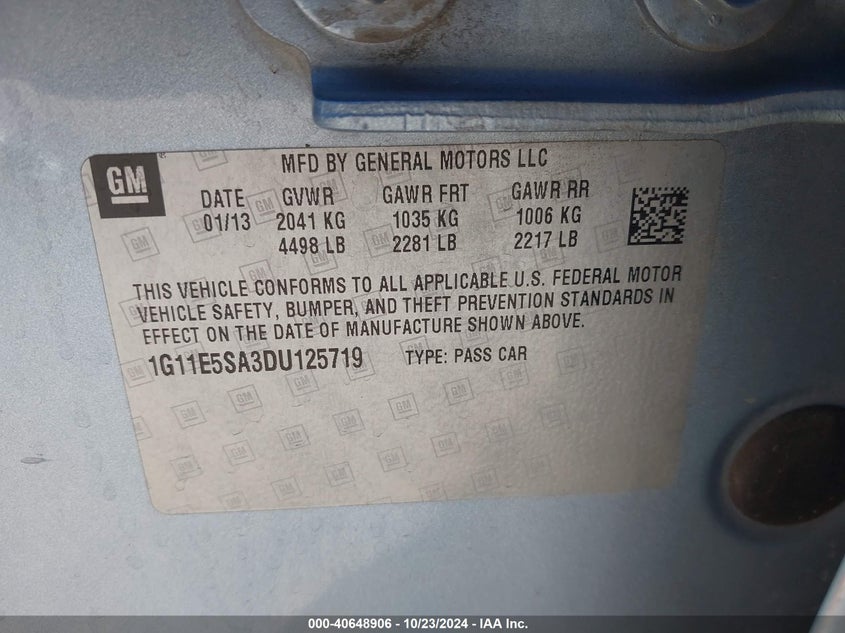 GM
MFD BY GENERAL MOTORS LLC
DATE GVWR GAWR FRT GAWR RR
01/13 2041 KG 1035 KG 1006 KG
4498 LB 2281 LB 2217 LB
THIS VEHICLE CONFORMS TO ALL APPLICABLE U.S. FEDERAL MOTOR
VEHICLE SAFETY, BUMPER, AND THEFT PREVENTION STANDARDS IN
EFFECT ON THE DATE OF MANUFACTURE SHOWN ABOVE.
1G11E5SA3DU125719 TYPE: PASS CAR
000-40648906 - 10/23/2024 - IAA Inc.